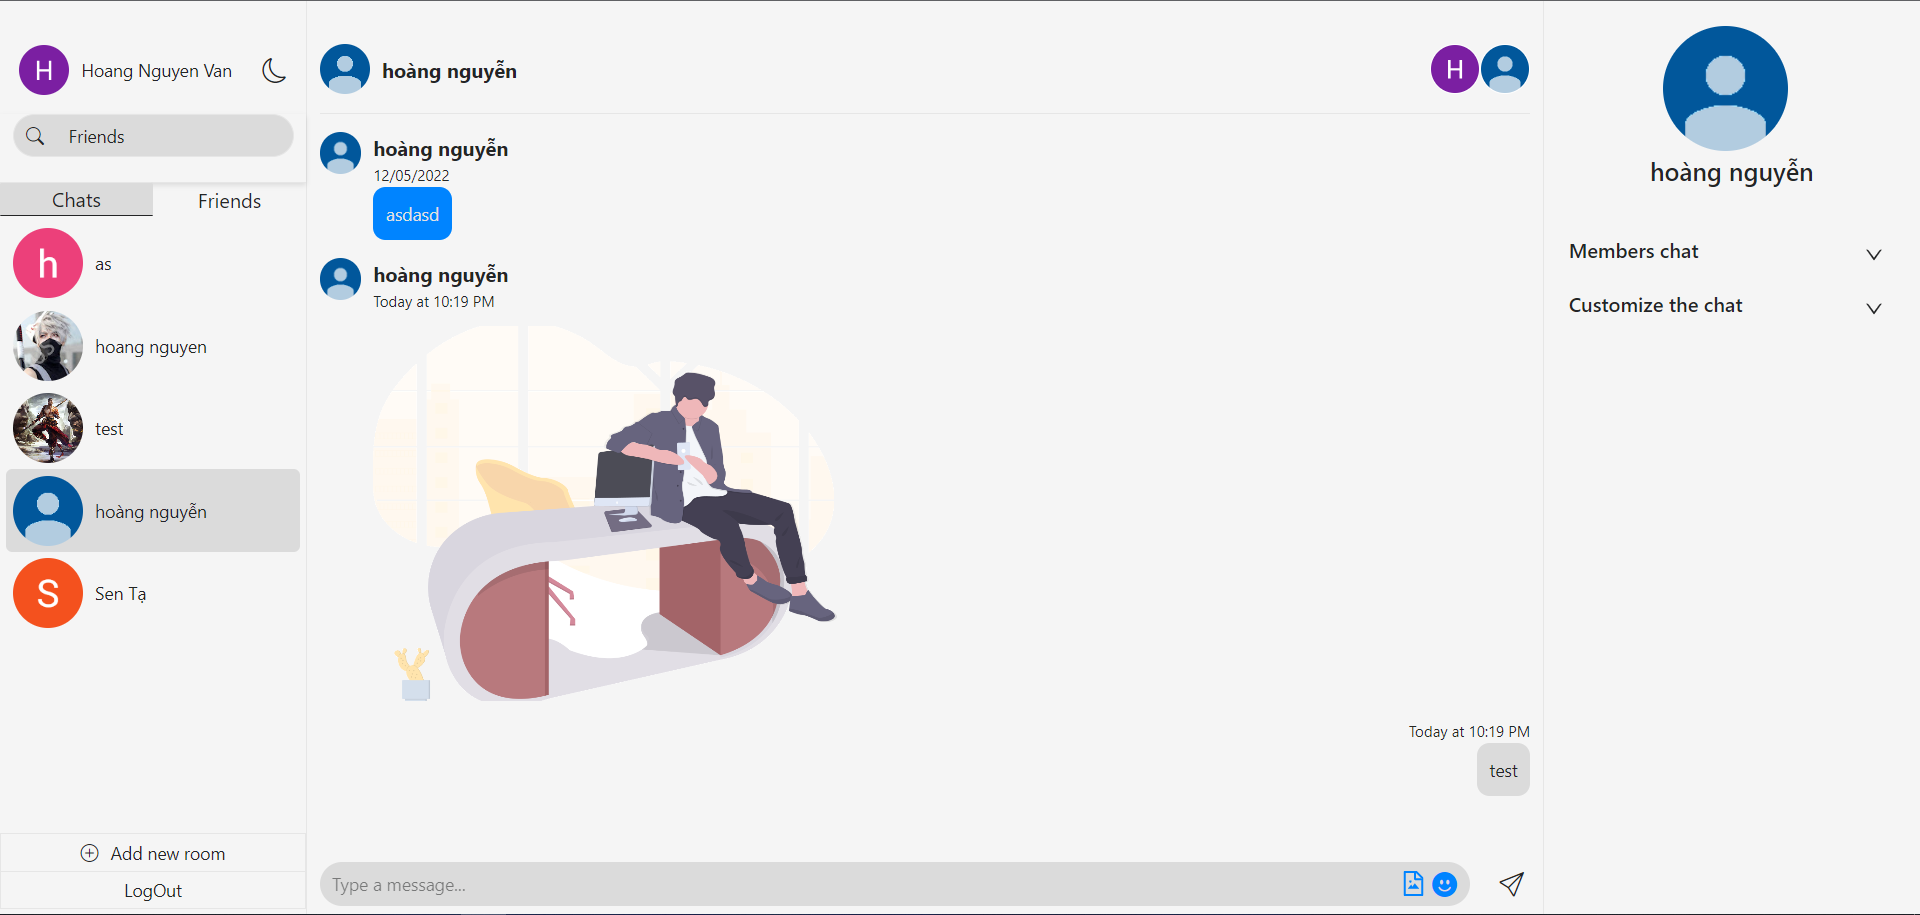 H
Hoang Nguyen Van
Friends
Chats
Friends
h
as
hoang nguyen
test
hoàng nguyễn
S
Sen Tạ
Add new room
LogOut
hoàng nguyễn
H
hoàng nguyễn
12/05/2022
asdasd
hoàng nguyễn
Today at 10:19 PM
Today at 10:19 PM
test
Type a message...
hoàng nguyễn
Members chat
Customize the chat